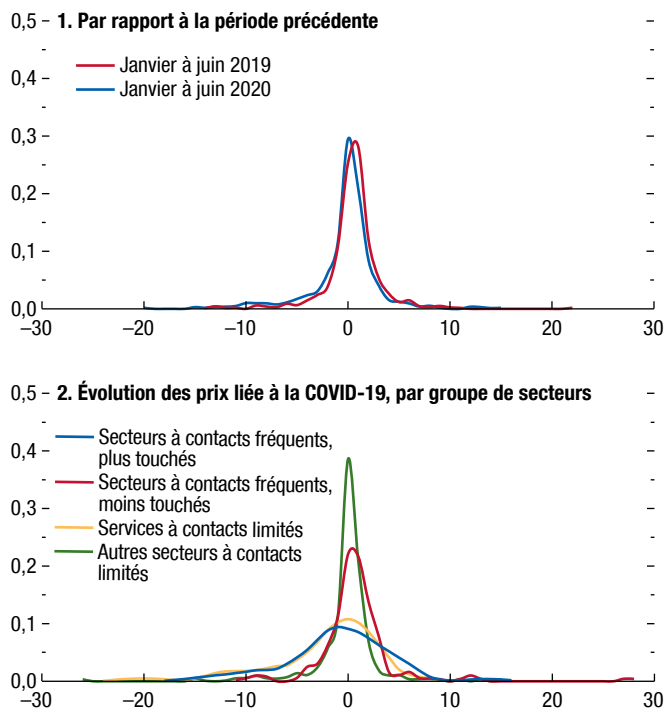 0,5 – 1. Par rapport à la période précédente
0,4 –
Janvier à juin 2019
Janvier à juin 2020
0,3 –
0,2 –
0,1 –
0,0
–30 –20 –10 0 10 20 30
0,5 – 2. Évolution des prix liée à la COVID-19, par groupe de secteurs
Secteurs à contacts fréquents,
plus touchés
0,4 –
Secteurs à contacts fréquents,
moins touchés
0,3 –
Services à contacts limités
Autres secteurs à contacts
limités
0,2 –
0,1 –
0,0
–30 –20 –10 0 10 20 30